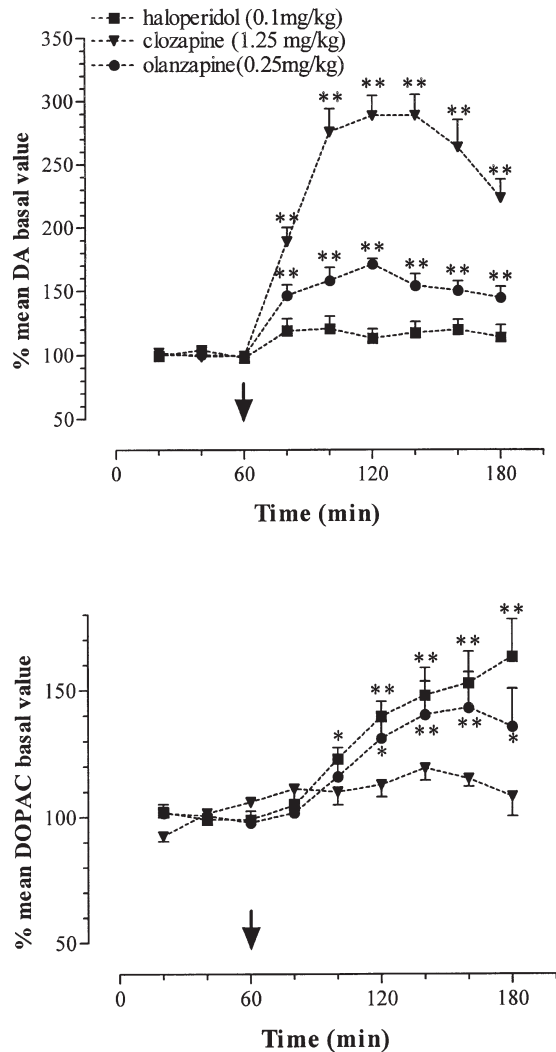 haloperidol (0.1mg/kg)
clozapine (1.25 mg/kg)
olanzapine(0.25mg/kg)
350
300
250
200
150
100
50
% mean DA basal value
** ** ** ** ** **
** ** ** ** ** **
0 60 120 180
Time (min)
150
100
50
% mean DOPAC basal value
* ** ** ** **
* ** ** *
0 60 120 180
Time (min)